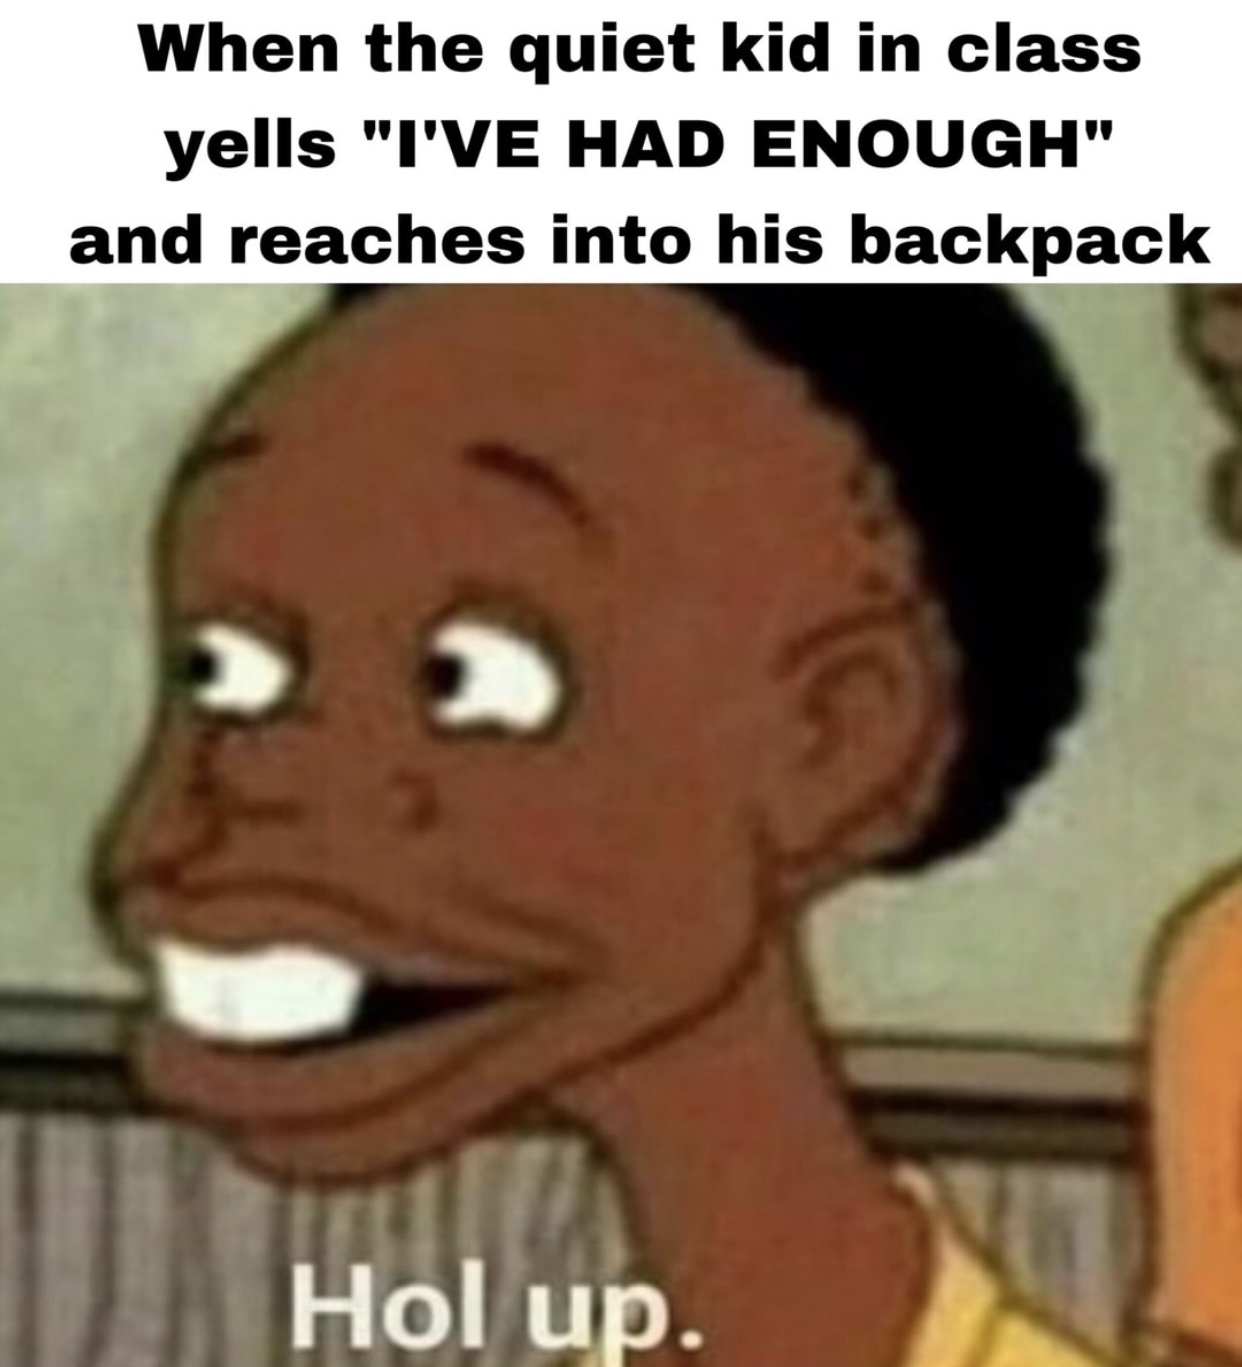 When the quiet kid in class
yells "I'VE HAD ENOUGH"
and reaches into his backpack
Hol up.